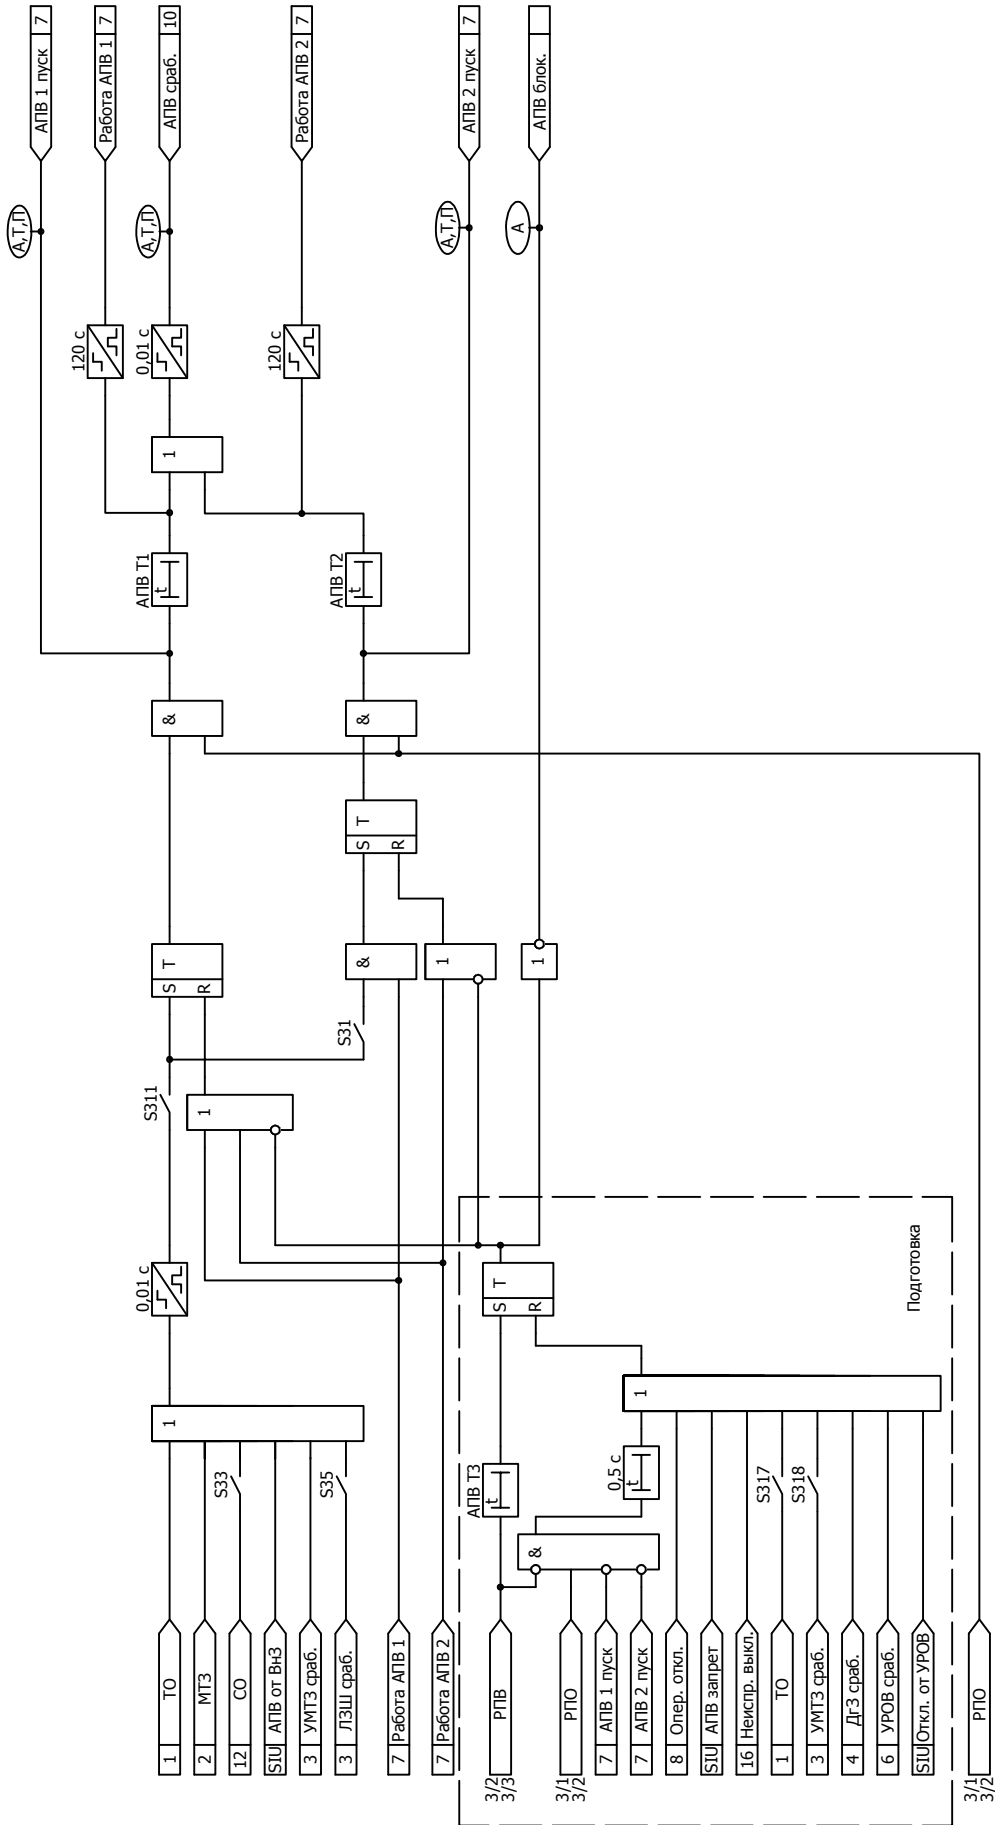 1 ТО
2 МТЗ
12 СО
SIU АПВ от ВнЗ
3 УМТЗ сраб.
3 ЛЗШ сраб.
7 Работа АПВ 1
7 Работа АПВ 2
3/2
3/3
РПВ
3/1
3/2
РПО
7 АПВ 1 пуск
7 АПВ 2 пуск
8 Опер. откл.
SIU АПВ запрет
16 Неиспр. выкл.
1 ТО
3 УМТЗ сраб.
4 ДгЗ сраб.
6 УРОВ сраб.
SIU Откл. от УРОВ
3/1
3/2
РПО
S33
S35
1
0,01 с
S311
1
S T
R
S31
&
1
1
S T
R
&
&
АПВ Т1
t
АПВ Т2
t
1
120 с
0,01 с
120 с
А,Т,П
А,Т,П
А,Т,П
А
АПВ 1 пуск 7
Работа АПВ 1 7
АПВ сраб. 10
Работа АПВ 2 7
АПВ 2 пуск 7
АПВ блок.
&
АПВ Т3
t
0,5 с
t
S317
S318
1
S T
R
Подготовка